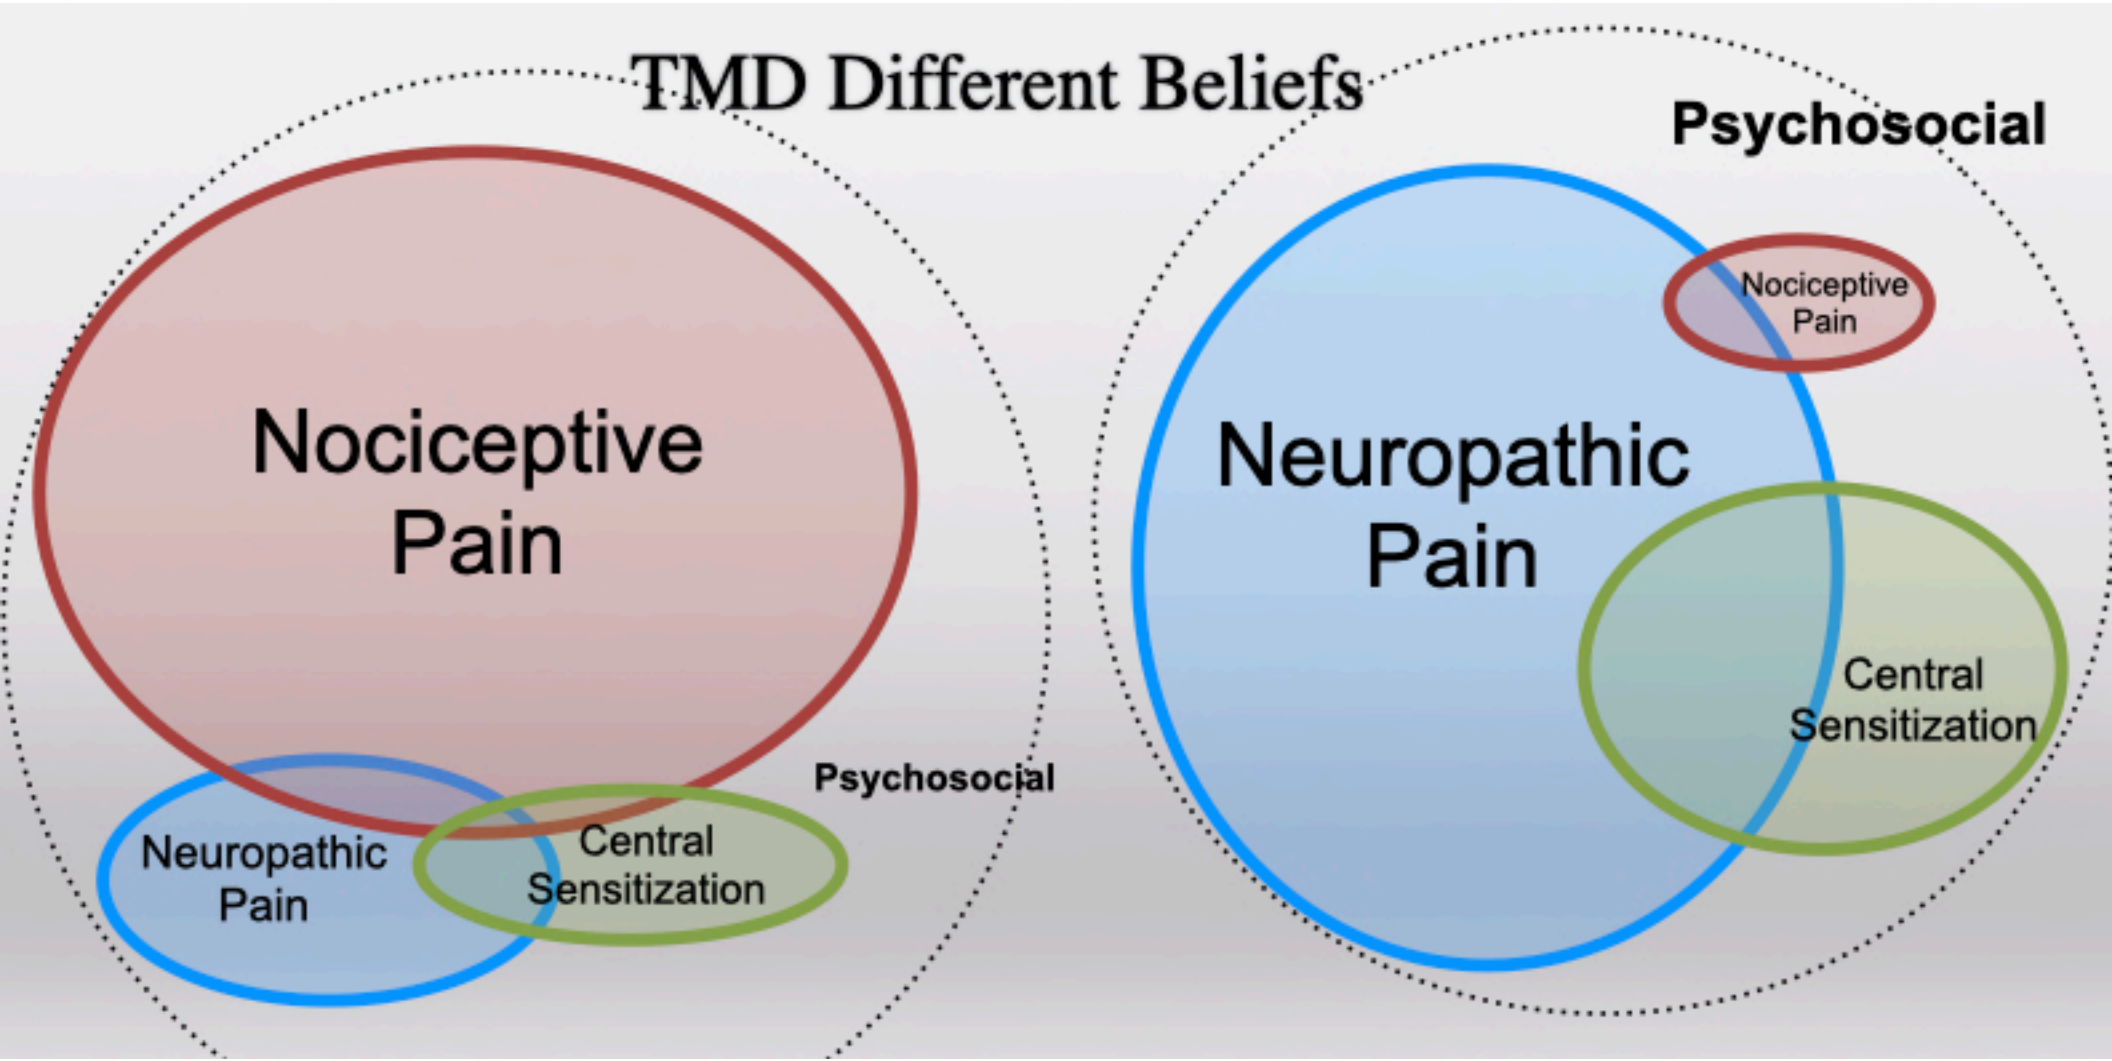 TMD Different Beliefs
Nociceptive
Pain
Neuropathic
Pain
Central
Sensitization
Psychosocial
Psychosocial
Nociceptive
Pain
Neuropathic
Pain
Central
Sensitization